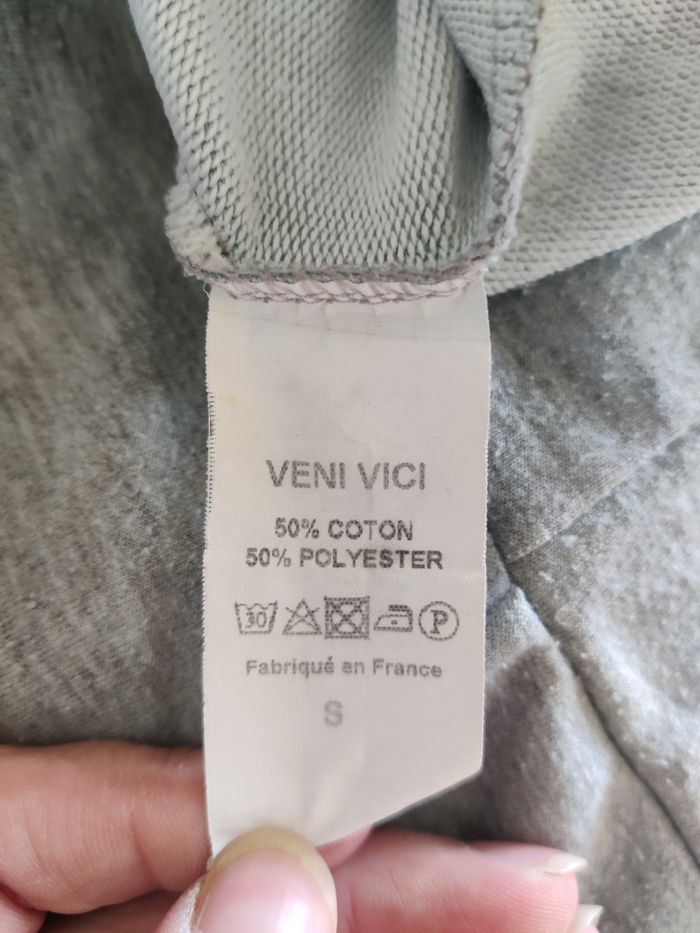 VENI VICI
50% COTON
50% POLYESTER
30 P
Fabriqué en France
S